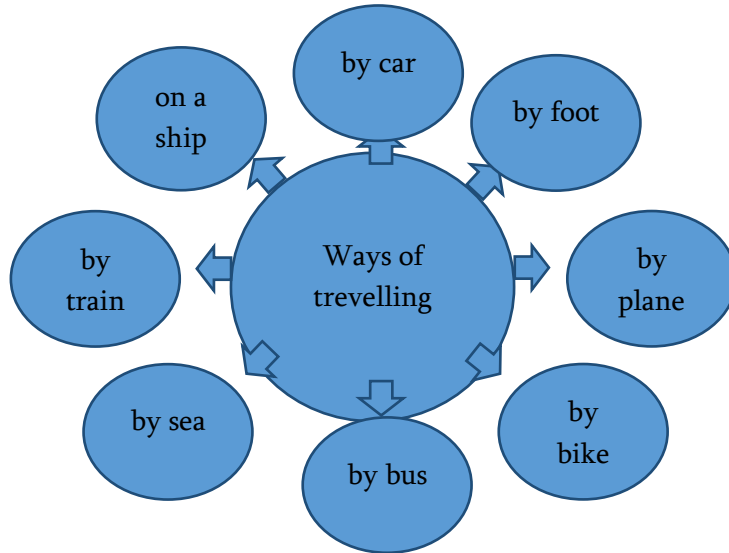 by car
on a
ship
by foot
Ways of
trevelling
by
train
by
plane
by sea
by
bike
by bus